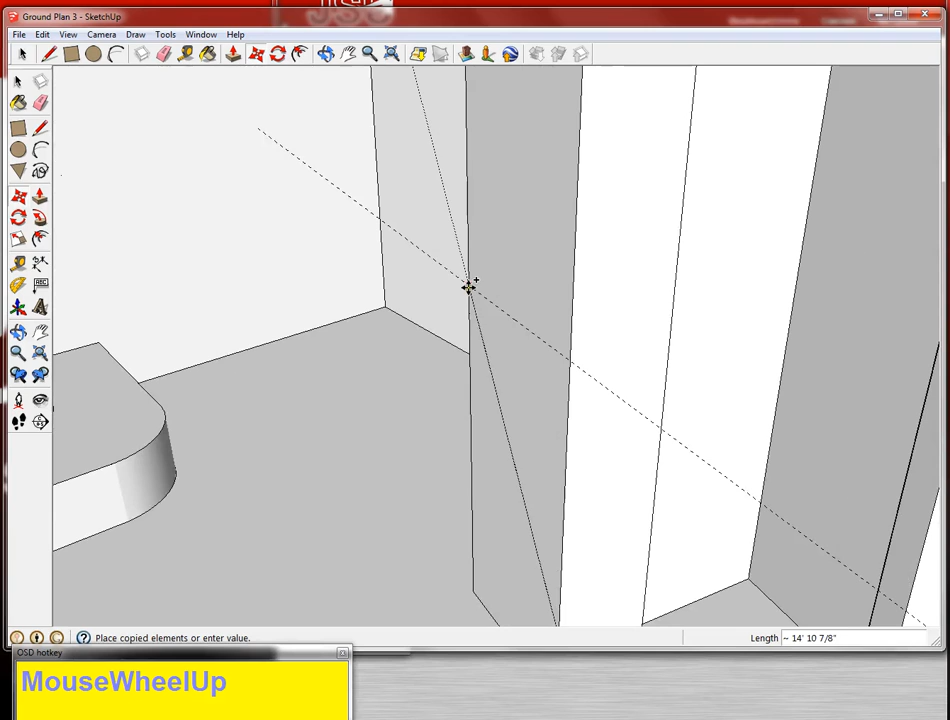 Ground Plan 3 - SketchUp
File Edit View Camera Draw Tools Window Help
ABC
Place copied elements or enter value. Length ~ 14' 10 7/8"
OSD hotkey
MouseWheelUp